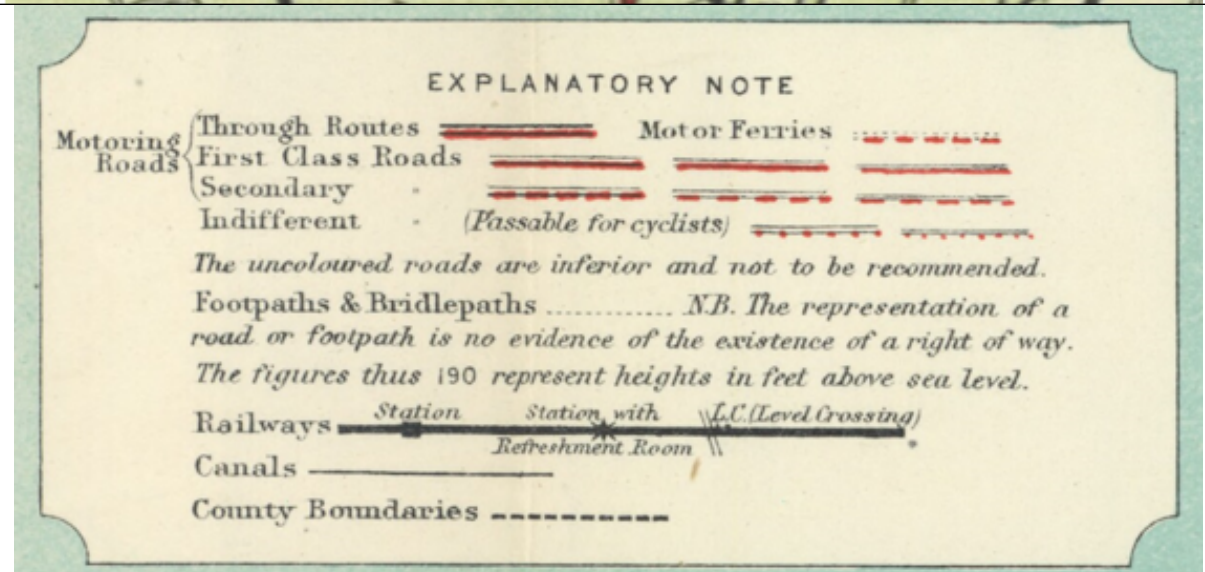 EXPLANATORY NOTE
Motoring Roads
Through Routes Motor Ferries
First Class Roads
Secondary "
Indifferent " (Passable for cyclists)
The uncoloured roads are inferior and not to be recommended.
Footpaths & Bridlepaths ............ N.B. The representation of a
road or footpath is no evidence of the existence of a right of way.
The figures thus 190 represent heights in feet above sea level.
Railways Station Station with Refreshment Room L.C. (Level Crossing)
Canals
County Boundaries